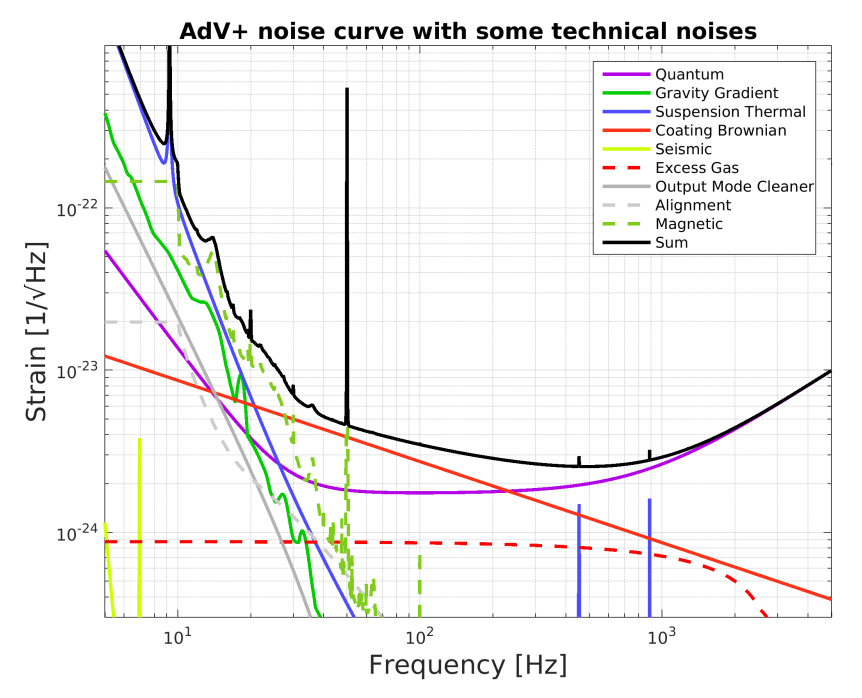 AdV+ noise curve with some technical noises
Quantum
Gravity Gradient
Suspension Thermal
Coating Brownian
Seismic
Excess Gas
Output Mode Cleaner
Alignment
Magnetic
Sum
Strain [1/√Hz]
10⁻²²
10⁻²³
10⁻²⁴
10¹ 10² 10³
Frequency [Hz]